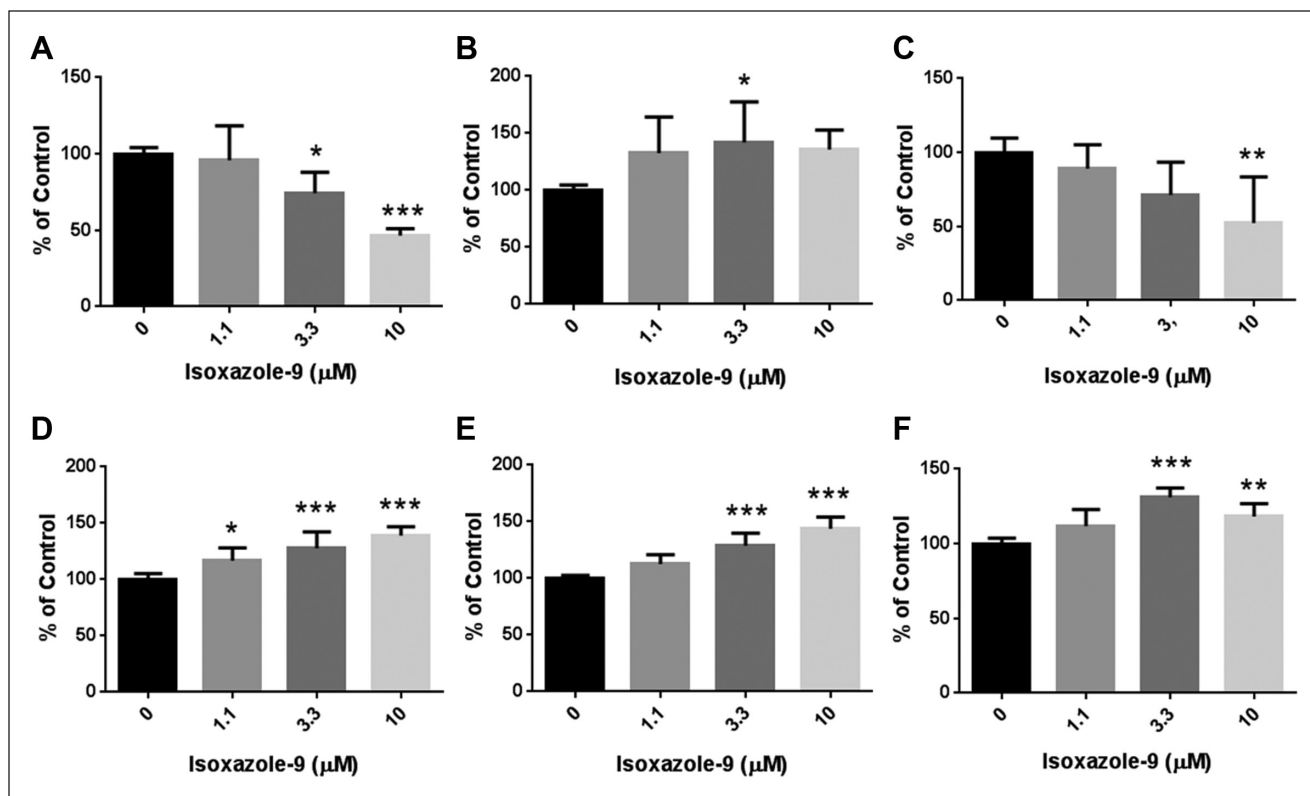 A
% of Control
150
100
50
0
*
***
0 1.1 3.3 10
Isoxazole-9 (μM)
B
% of Control
200
150
100
50
0
*
0 1.1 3.3 10
Isoxazole-9 (μM)
C
% of Control
150
100
50
0
**
0 1.1 3, 10
Isoxazole-9 (μM)
D
% of Control
200
150
100
50
0
*
***
***
0 1.1 3.3 10
Isoxazole-9 (μM)
E
% of Control
200
150
100
50
0
***
***
0 1.1 3.3 10
Isoxazole-9 (μM)
F
% of Control
150
100
50
0
***
**
0 1.1 3.3 10
Isoxazole-9 (μM)